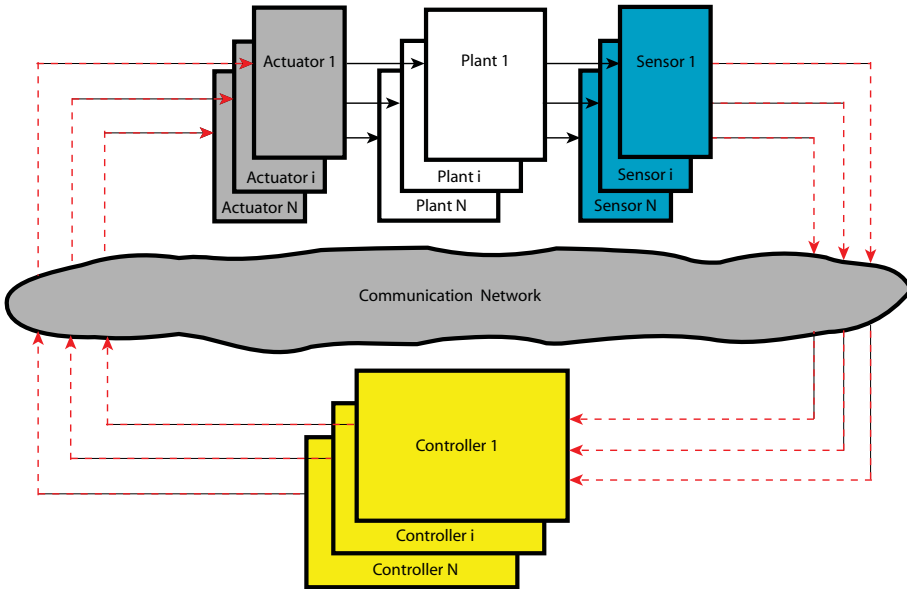 Actuator 1
Plant 1
Sensor 1
Actuator i
Plant i
Sensor i
Actuator N
Plant N
Sensor N
Communication Network
Controller 1
Controller i
Controller N